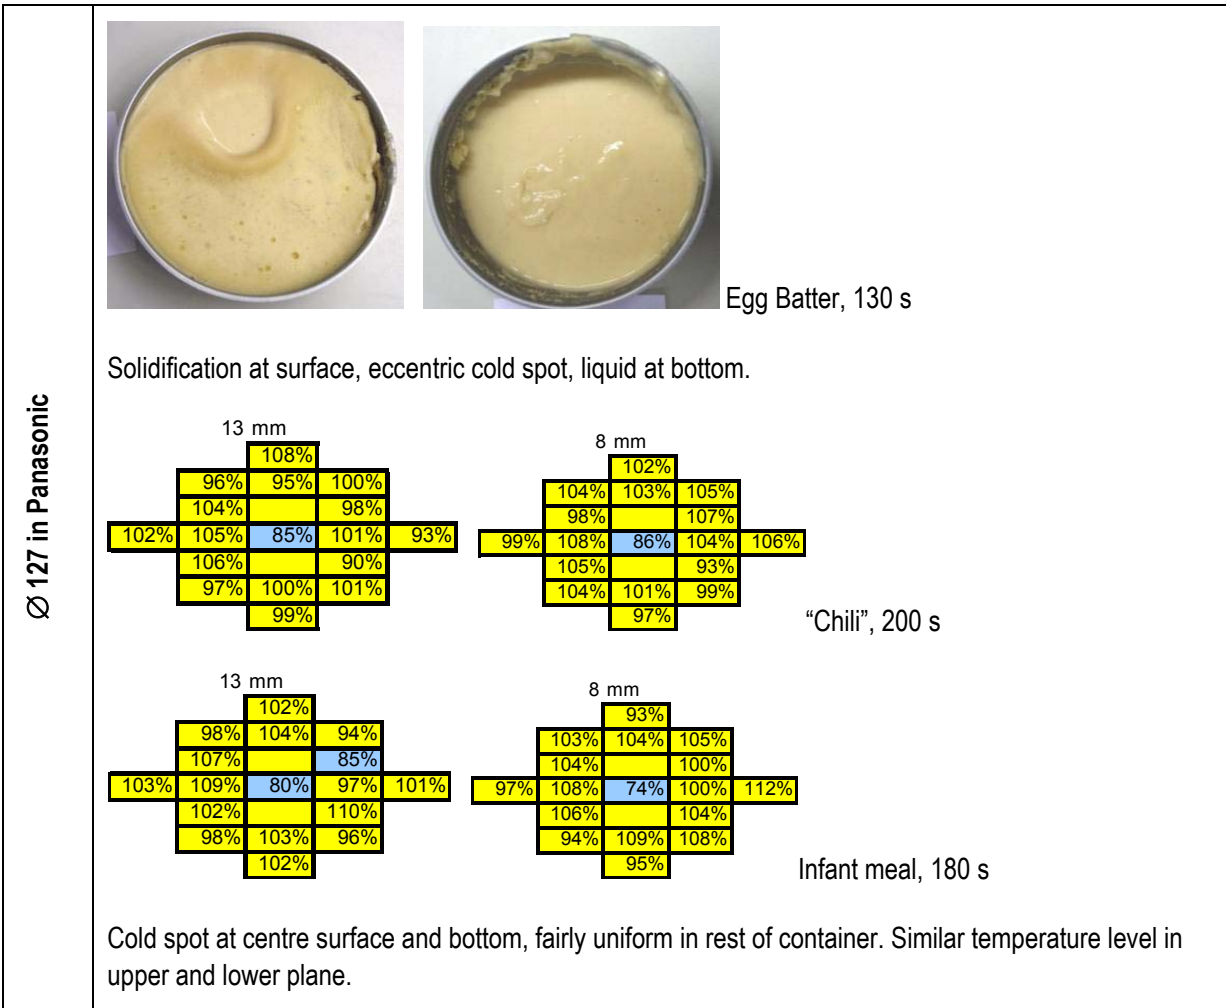 Ø 127 in Panasonic
Egg Batter, 130 s
Solidification at surface, eccentric cold spot, liquid at bottom.
13 mm
108%
96% 95% 100%
104% 98%
102% 105% 85% 101% 93%
106% 90%
97% 100% 101%
99%
8 mm
102%
104% 103% 105%
98% 107%
99% 108% 86% 104% 106%
105% 93%
104% 101% 99%
97%
“Chili”, 200 s
13 mm
102%
98% 104% 94%
107% 85%
103% 109% 80% 97% 101%
102% 110%
98% 103% 96%
102%
8 mm
93%
103% 104% 105%
104% 100%
97% 108% 74% 100% 112%
106% 104%
94% 109% 108%
95%
Infant meal, 180 s
Cold spot at centre surface and bottom, fairly uniform in rest of container. Similar temperature level in
upper and lower plane.